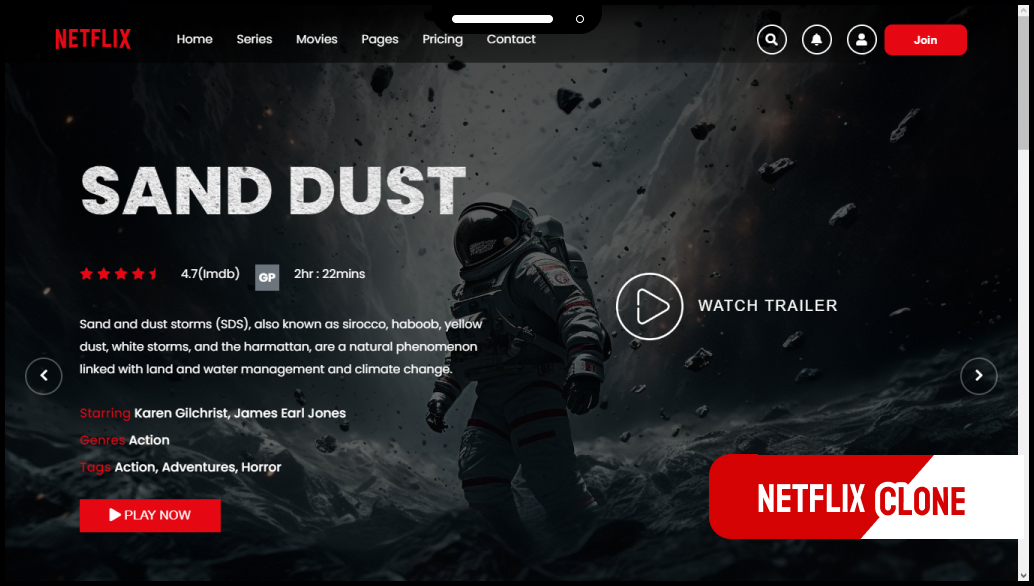 NETFLIX Home Series Movies Pages Pricing Contact Join
SAND DUST
4.7(Imdb) GP 2hr : 22mins
WATCH TRAILER
Sand and dust storms (SDS), also known as sirocco, haboob, yellow
dust, white storms, and the harmattan, are a natural phenomenon
linked with land and water management and climate change.
Starring Karen Gilchrist, James Earl Jones
Genres Action
Tags Action, Adventures, Horror
PLAY NOW
NETFLIX CLONE